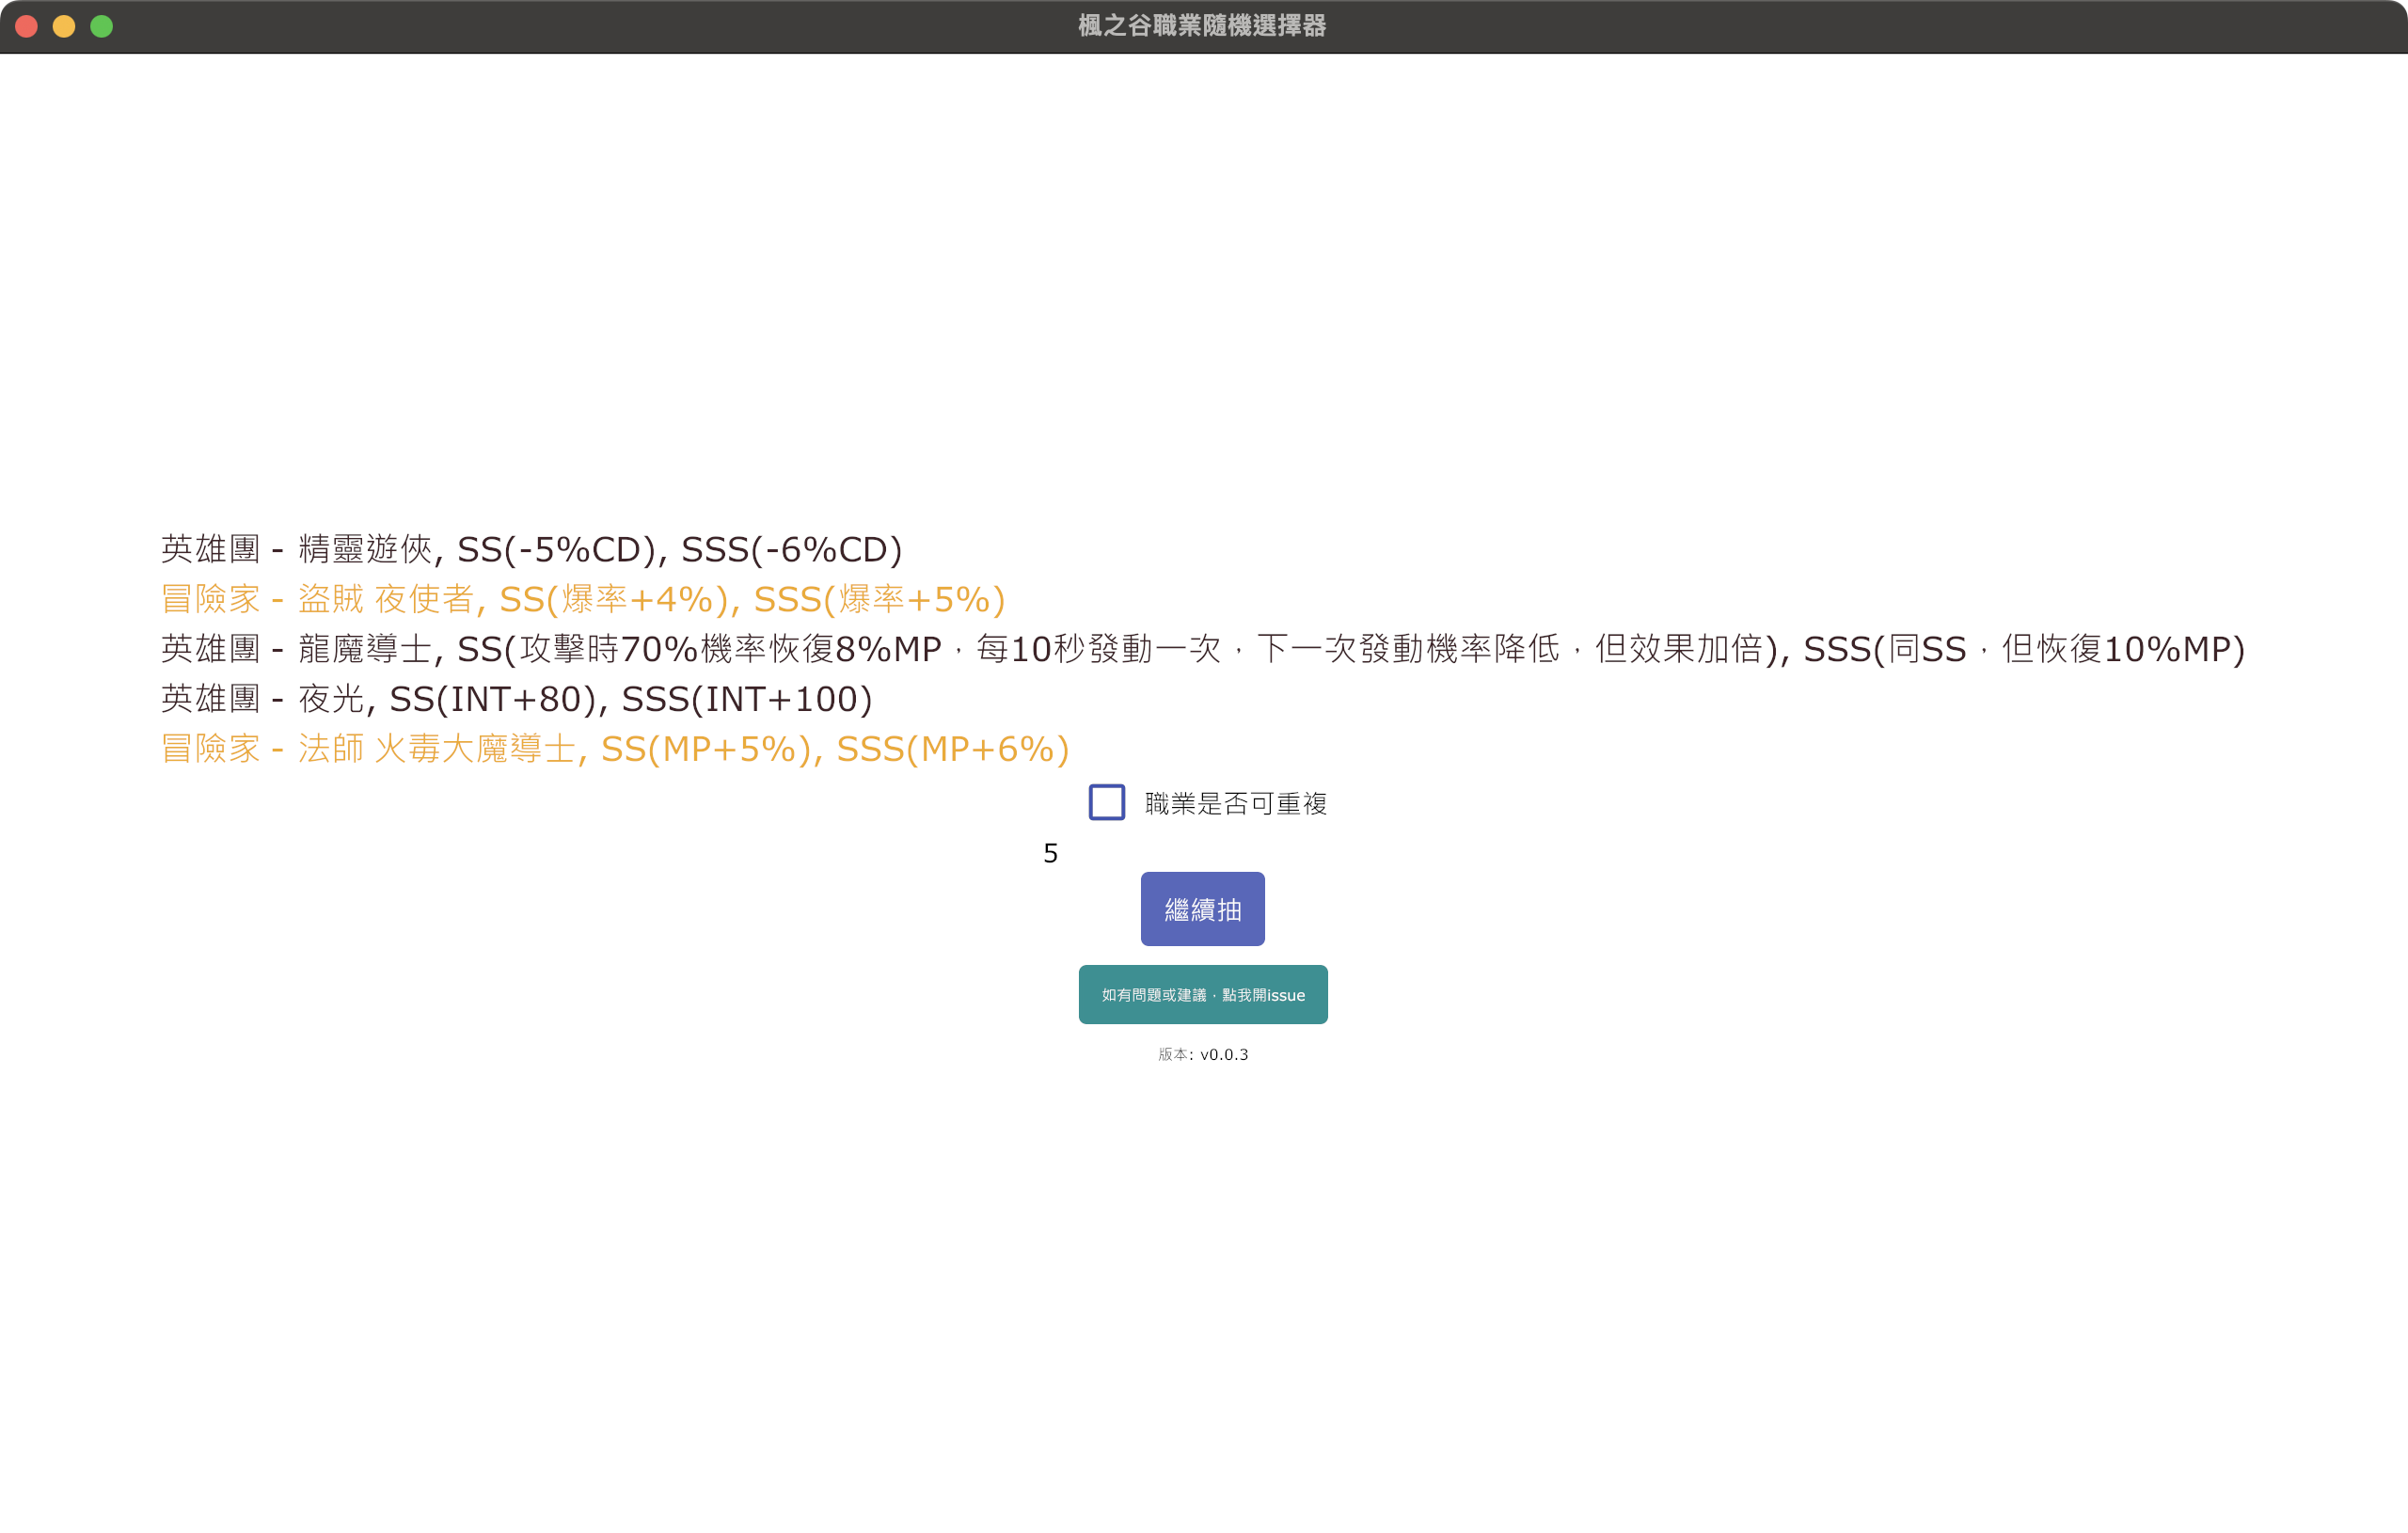 楓之谷職業隨機選擇器
英雄團 - 精靈遊俠, SS(-5%CD), SSS(-6%CD)
冒險家 - 盜賊 夜使者, SS(爆率+4%), SSS(爆率+5%)
英雄團 - 龍魔導士, SS(攻擊時70%機率恢復8%MP，每10秒發動一次，下一次發動機率降低，但效果加倍), SSS(同SS，但恢復10%MP)
英雄團 - 夜光, SS(INT+80), SSS(INT+100)
冒險家 - 法師 火毒大魔導士, SS(MP+5%), SSS(MP+6%)
職業是否可重複
5
繼續抽
如有問題或建議，點我開issue
版本: v0.0.3